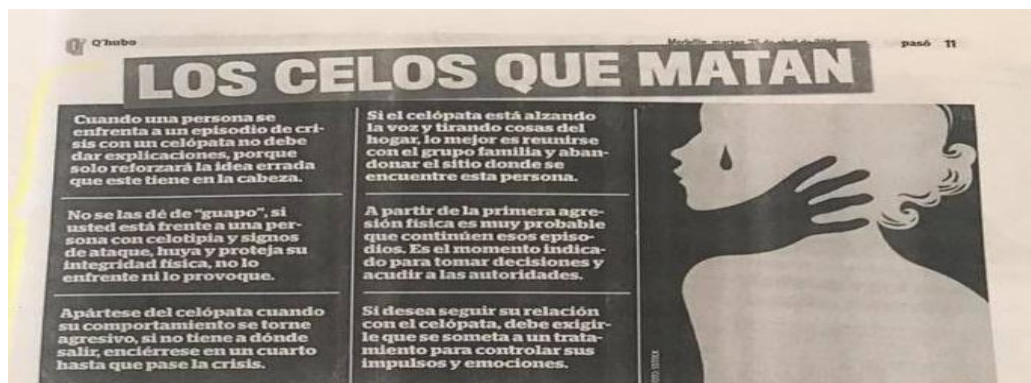 Q'hubo
Medellín, martes 25 de abril de
pasó 11
LOS CELOS QUE MATAN
Cuando una persona se
enfrenta a un episodio de cri-
sis con un celópata no debe
dar explicaciones, porque
solo reforzará la idea errada
que este tiene en la cabeza.
No se las dé de “guapo”, si
usted está frente a una per-
sona con celotipia y signos
de ataque, huya y proteja su
integridad física, no lo
enfrente ni lo provoque.
Apártese del celópata cuando
su comportamiento se torne
agresivo, si no tiene a dónde
salir, enciérrese en un cuarto
hasta que pase la crisis.
Si el celópata está alzando
la voz y tirando cosas del
hogar, lo mejor es reunirse
con el grupo familia y aban-
donar el sitio donde se
encuentre esta persona.
A partir de la primera agre-
sión física es muy probable
que continúen esos episo-
dios. Es el momento indica-
do para tomar decisiones y
acudir a las autoridades.
Si desea seguir su relación
con el celópata, debe exigir-
le que se someta a un trata-
miento para controlar sus
impulsos y emociones.